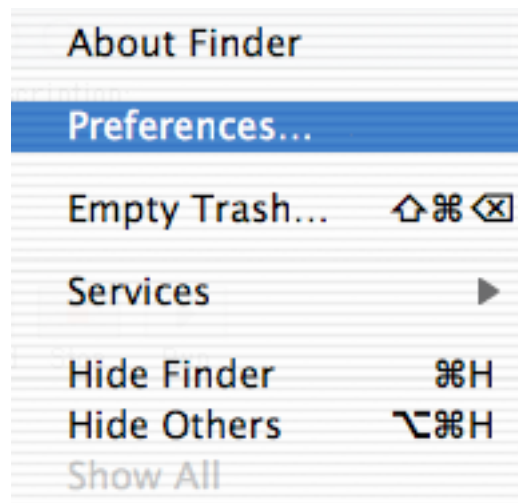 About Finder
Preferences...
Empty Trash... ⇧⌘⌫
Services ▶
Hide Finder ⌘H
Hide Others ⌥⌘H
Show All